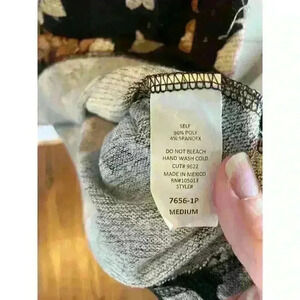 SELF
96% POLY
4% SPANDEX
DO NOT BLEACH
HAND WASH COLD
CUT# 9622
MADE IN MEXICO
STYLE#
7656-1P
MEDIUM